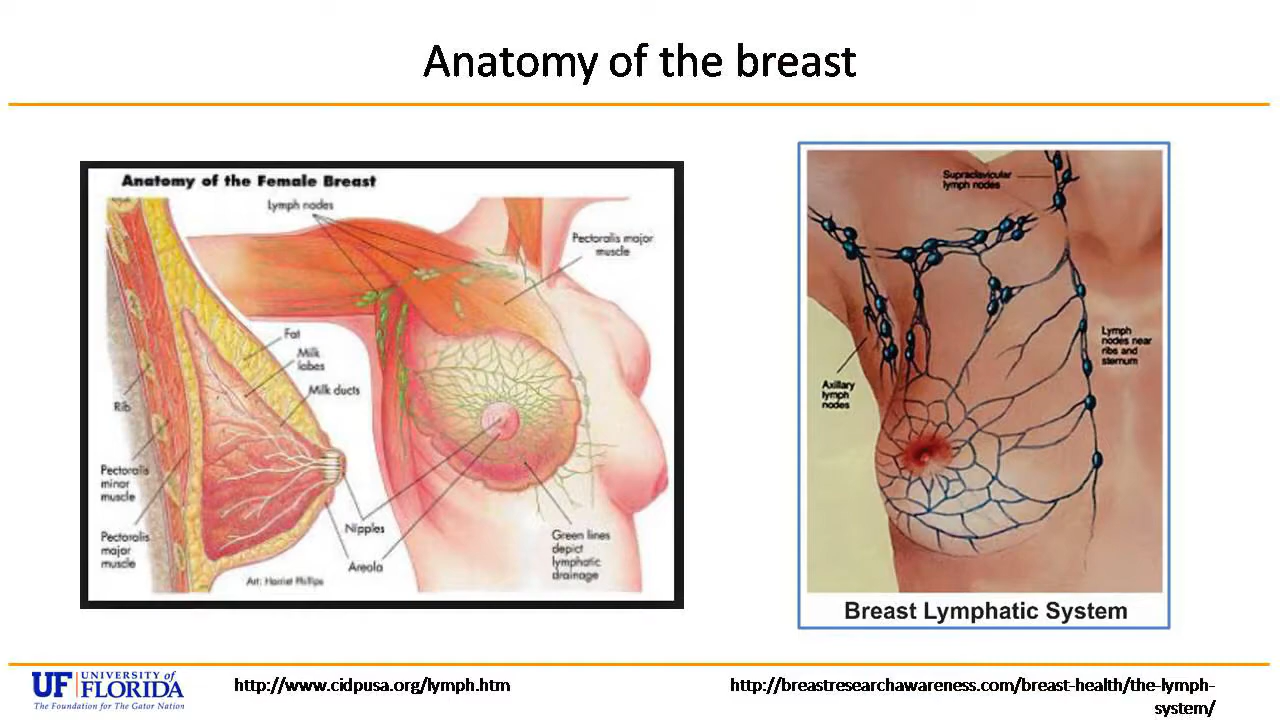 Anatomy of the breast
Anatomy of the Female Breast
Lymph nodes
Pectoralis major
muscle
Fat
Milk
lobes
Milk ducts
Rib
Pectoralis
minor
muscle
Pectoralis
major
muscle
Nipples
Areola
Green lines
depict
lymphatic
drainage
Art: Harriet Phillips
Supraclavicular
lymph nodes
Lymph
nodes near
ribs and
sternum
Axillary
lymph
nodes
Breast Lymphatic System
UF UNIVERSITY of
FLORIDA
The Foundation for The Gator Nation
http://www.cidpusa.org/lymph.htm
http://breastresearchawareness.com/breast-health/the-lymph-
system/